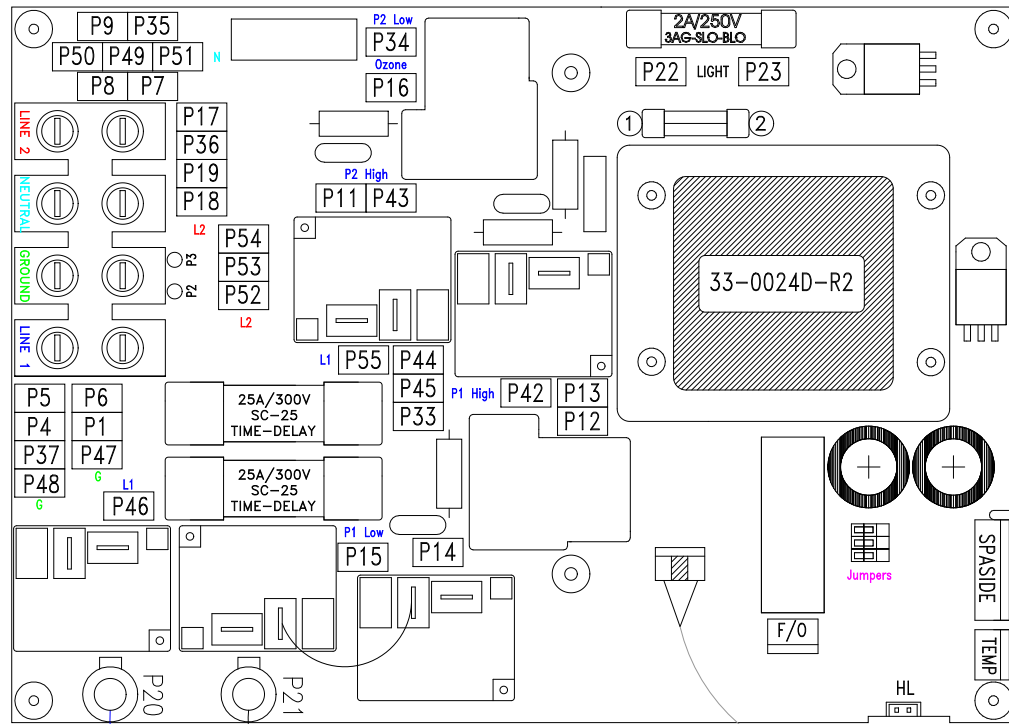 P9 P35
P50 P49 P51
P8 P7
N
P2 Low
P34
Ozone
P16
2A/250V
3AG-SLO-BLO
P22 LIGHT P23
1 2
LINE 2
NEUTRAL
GROUND
LINE 1
P17
P36
P19
P18
L2
P3
P2
P54
P53
P52
L2
P2 High
P11 P43
33-0024D-R2
L1 P55 P44
P45
P33
P1 High P42 P13
P12
P5 P6
P4 P1
P37 P47
G
P48
G
L1
P46
25A/300V
SC-25
TIME-DELAY
25A/300V
SC-25
TIME-DELAY
P1 Low
P15
P14
Jumpers
SPASIDE
F/O
TEMP
HL
P20
P21